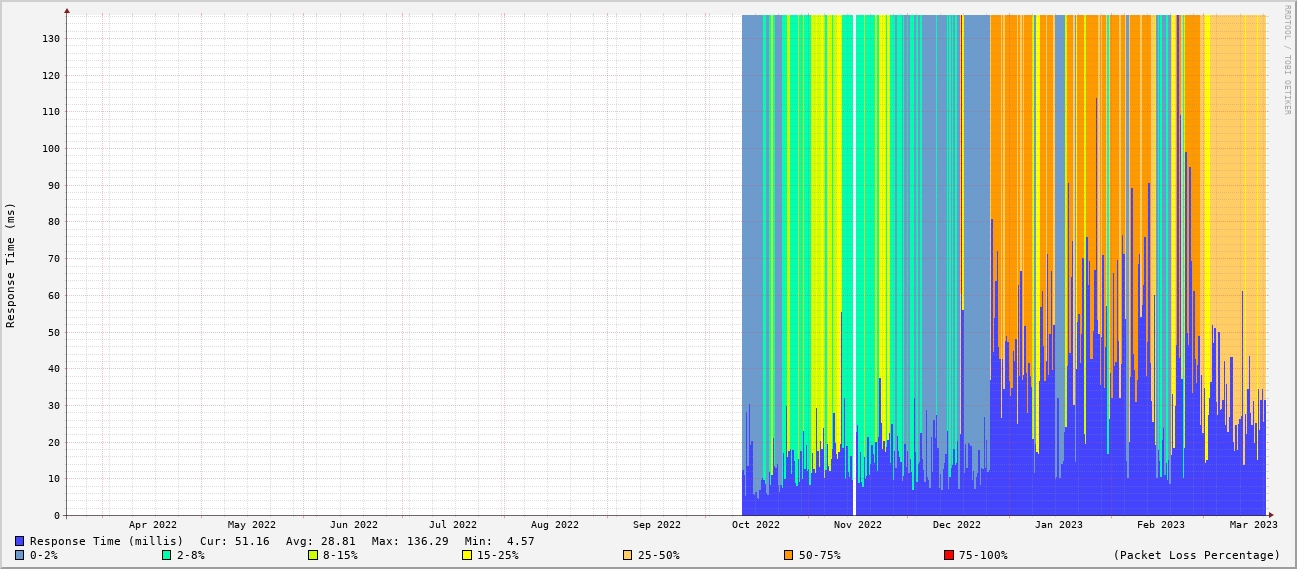 RRDTOOL / TOBI OETIKER
Response Time (ms)
130
120
110
100
90
80
70
60
50
40
30
20
10
0
Apr 2022 May 2022 Jun 2022 Jul 2022 Aug 2022 Sep 2022 Oct 2022 Nov 2022 Dec 2022 Jan 2023 Feb 2023 Mar 2023
Response Time (millis) Cur: 51.16 Avg: 28.81 Max: 136.29 Min: 4.57
0-2% 2-8% 8-15% 15-25% 25-50% 50-75% 75-100% (Packet Loss Percentage)